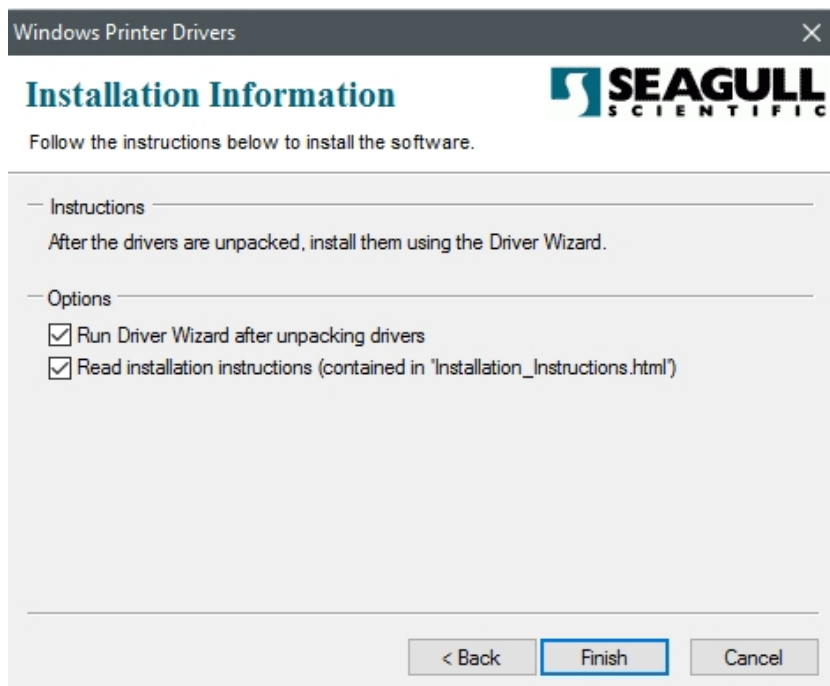 Windows Printer Drivers
Installation Information
SEAGULL
SCIENTIFIC
Follow the instructions below to install the software.
Instructions
After the drivers are unpacked, install them using the Driver Wizard.
Options
Run Driver Wizard after unpacking drivers
Read installation instructions (contained in 'Installation_Instructions.html')
< Back
Finish
Cancel